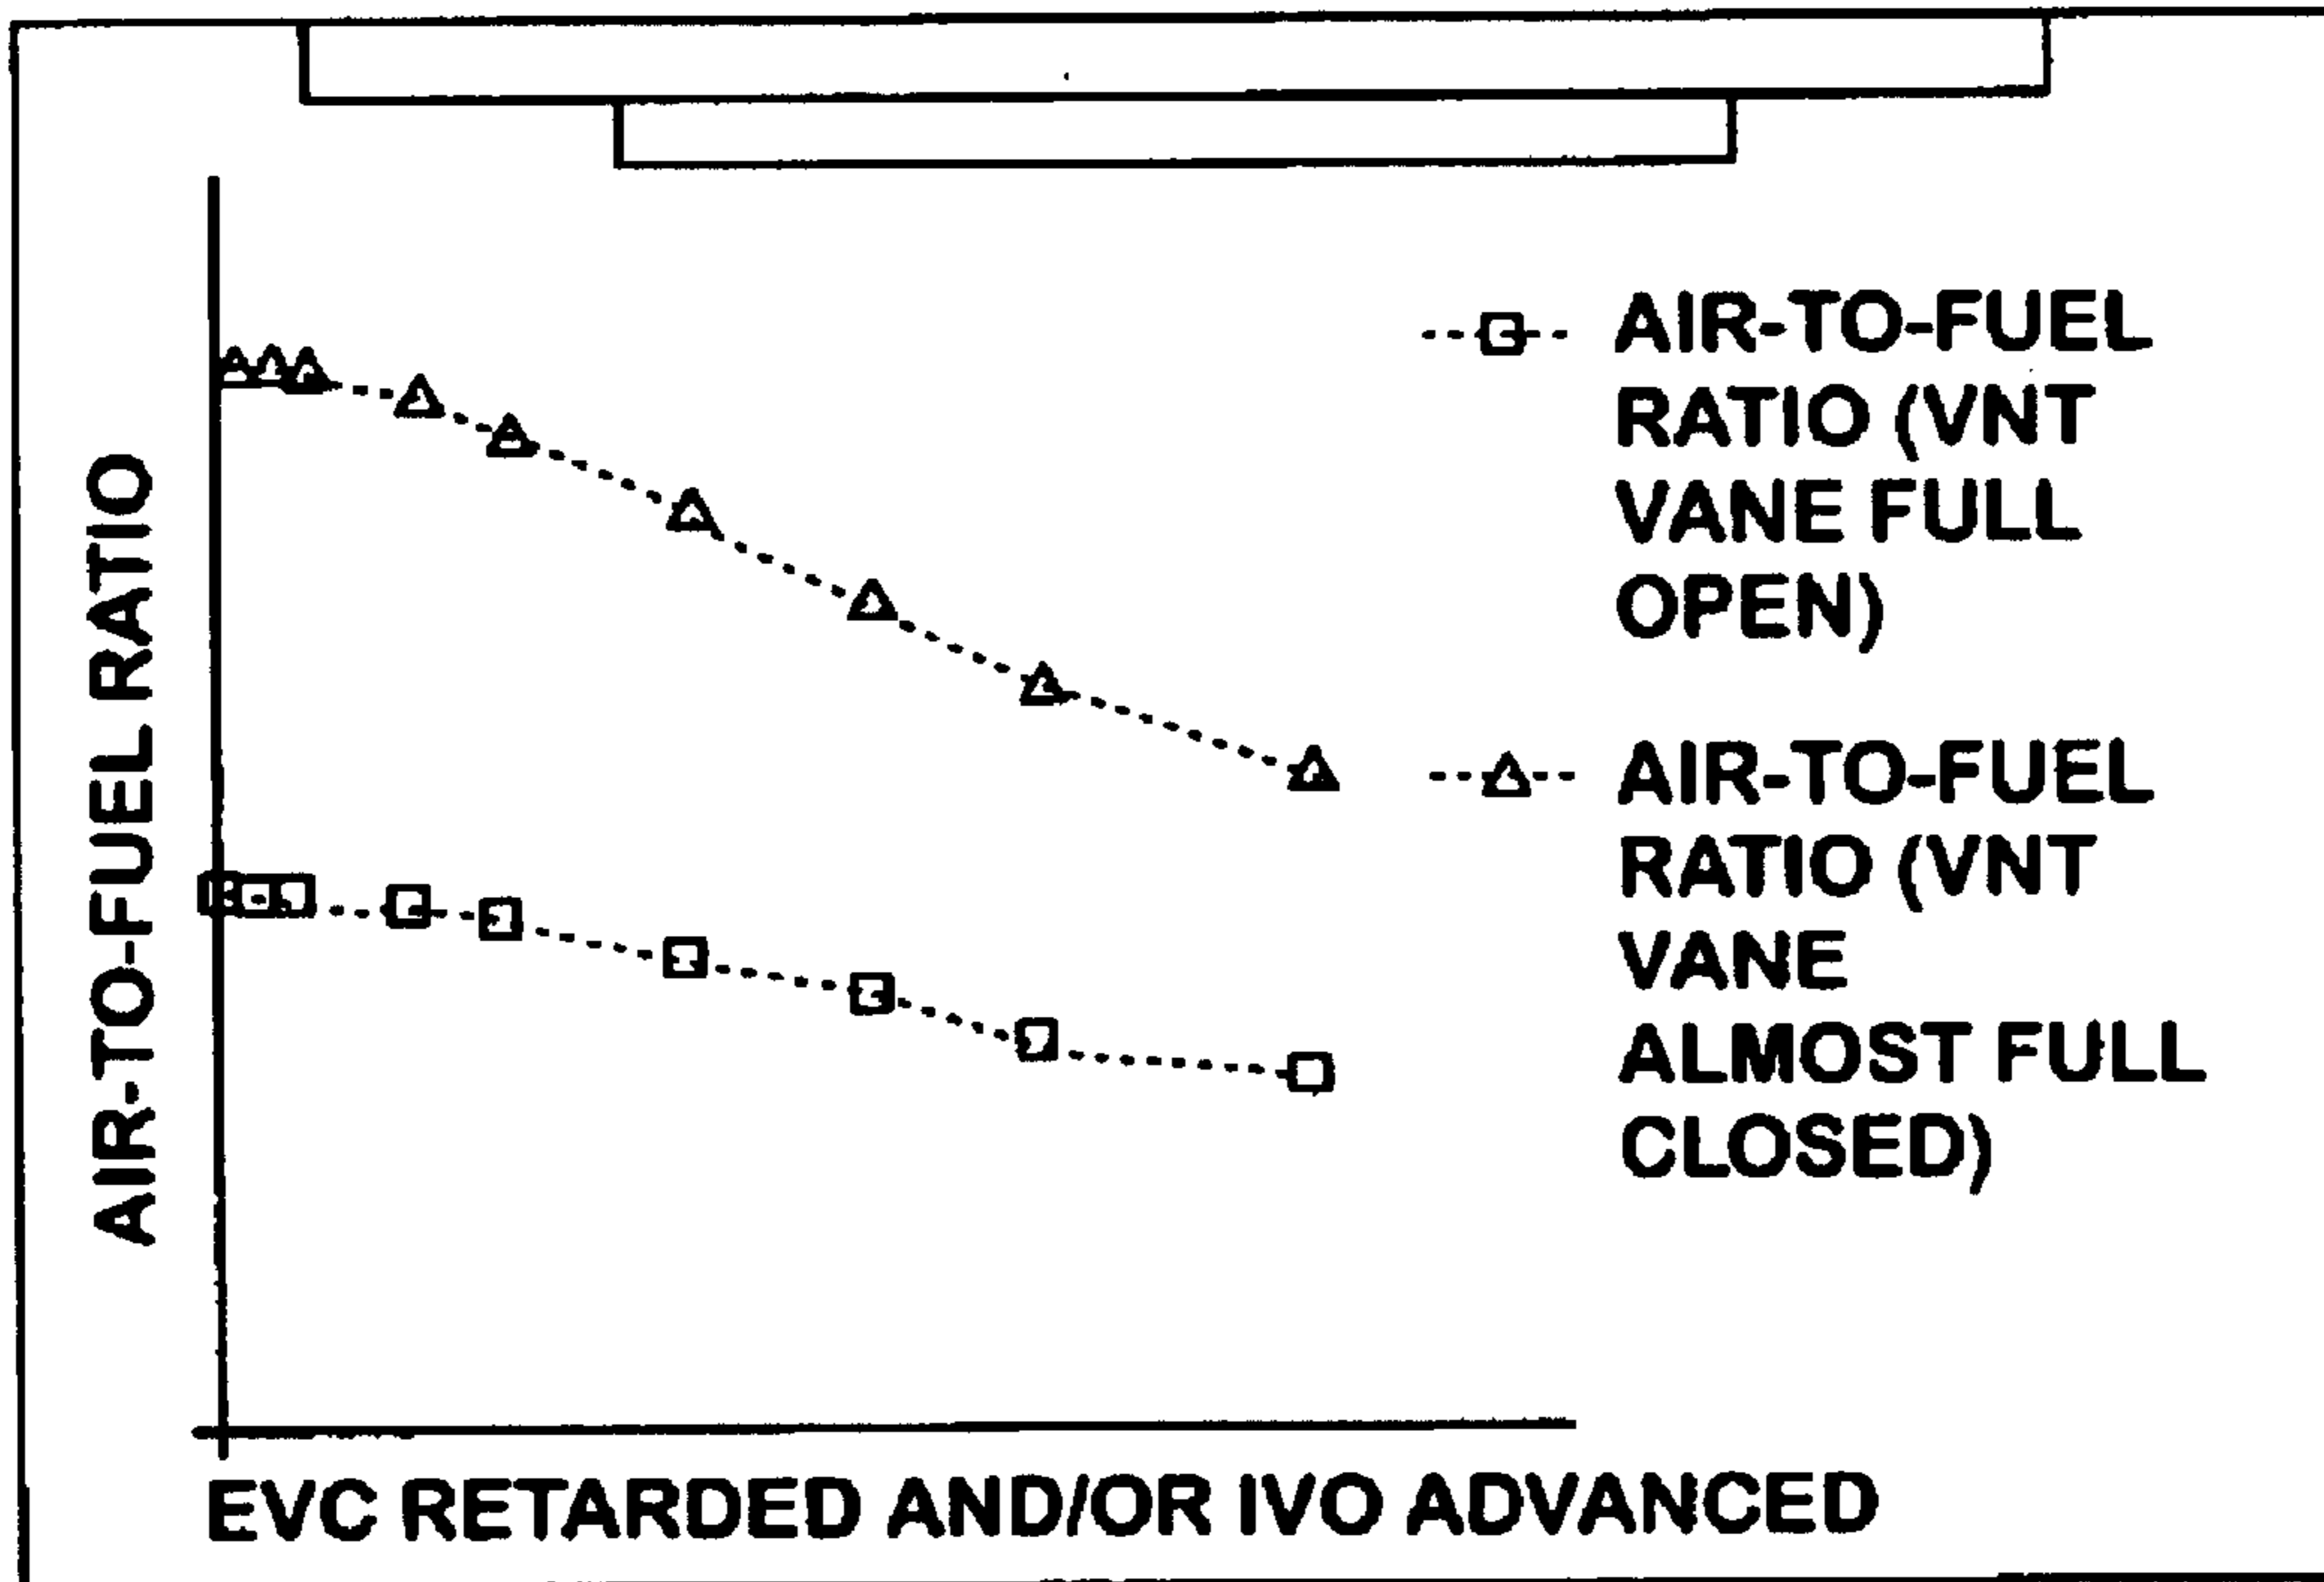 AIR-TO-FUEL RATIO
AIR-TO-FUEL
RATIO (VNT
VANE FULL
OPEN)
AIR-TO-FUEL
RATIO (VNT
VANE
ALMOST FULL
CLOSED)
EVC RETARDED AND/OR IVO ADVANCED